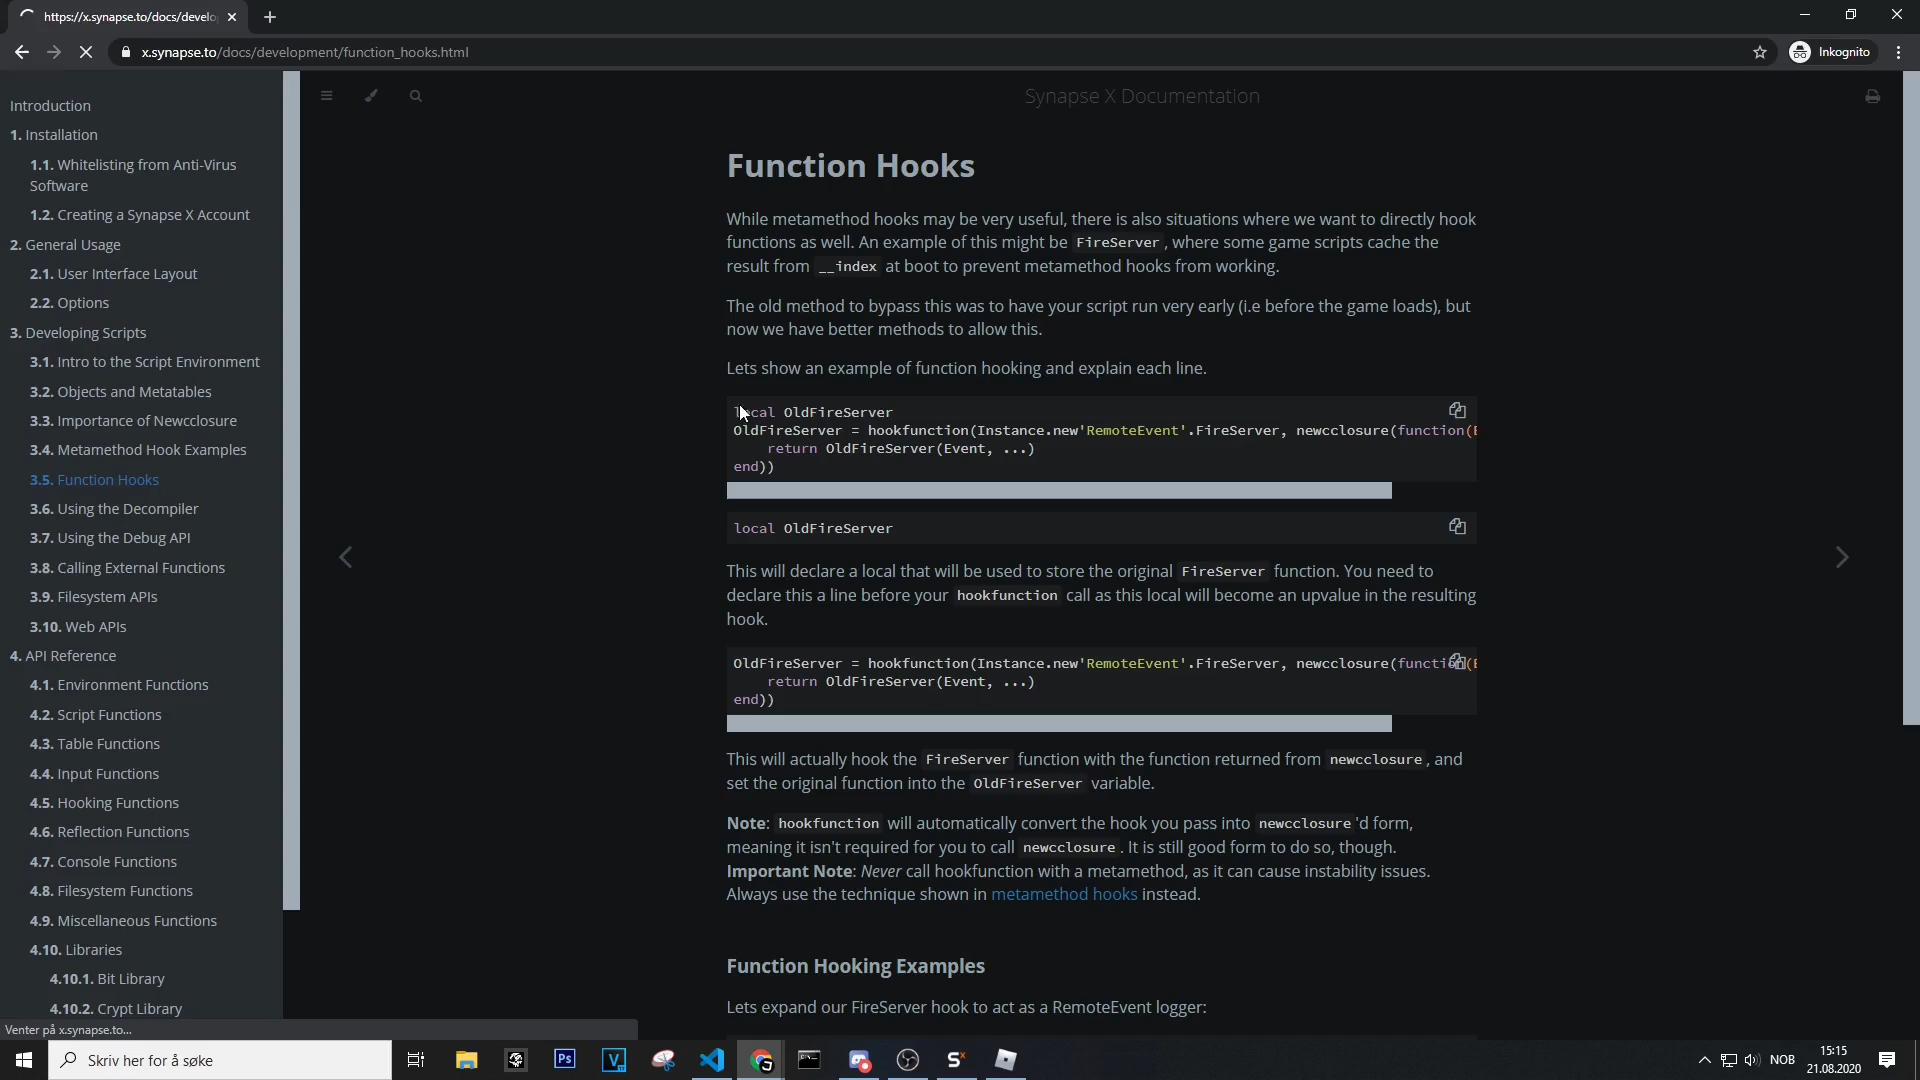 https://x.synapse.to/docs/develo
x.synapse.to/docs/development/function_hooks.html
Inkognito
Introduction
1. Installation
1.1. Whitelisting from Anti-Virus
Software
1.2. Creating a Synapse X Account
2. General Usage
2.1. User Interface Layout
2.2. Options
3. Developing Scripts
3.1. Intro to the Script Environment
3.2. Objects and Metatables
3.3. Importance of Newcclosure
3.4. Metamethod Hook Examples
3.5. Function Hooks
3.6. Using the Decompiler
3.7. Using the Debug API
3.8. Calling External Functions
3.9. Filesystem APIs
3.10. Web APIs
4. API Reference
4.1. Environment Functions
4.2. Script Functions
4.3. Table Functions
4.4. Input Functions
4.5. Hooking Functions
4.6. Reflection Functions
4.7. Console Functions
4.8. Filesystem Functions
4.9. Miscellaneous Functions
4.10. Libraries
4.10.1. Bit Library
4.10.2. Crypt Library
Venter på x.synapse.to...
Synapse X Documentation
Function Hooks
While metamethod hooks may be very useful, there is also situations where we want to directly hook
functions as well. An example of this might be FireServer, where some game scripts cache the
result from __index at boot to prevent metamethod hooks from working.
The old method to bypass this was to have your script run very early (i.e before the game loads), but
now we have better methods to allow this.
Lets show an example of function hooking and explain each line.
local OldFireServer
OldFireServer = hookfunction(Instance.new'RemoteEvent'.FireServer, newcclosure(function(E
return OldFireServer(Event, ...)
end))
local OldFireServer
This will declare a local that will be used to store the original FireServer function. You need to
declare this a line before your hookfunction call as this local will become an upvalue in the resulting
hook.
OldFireServer = hookfunction(Instance.new'RemoteEvent'.FireServer, newcclosure(function(E
return OldFireServer(Event, ...)
end))
This will actually hook the FireServer function with the function returned from newcclosure, and
set the original function into the OldFireServer variable.
Note: hookfunction will automatically convert the hook you pass into newcclosure'd form,
meaning it isn't required for you to call newcclosure. It is still good form to do so, though.
Important Note: Never call hookfunction with a metamethod, as it can cause instability issues.
Always use the technique shown in metamethod hooks instead.
Function Hooking Examples
Lets expand our FireServer hook to act as a RemoteEvent logger:
Skriv her for å søke
Ps
V
S
NOB
15:15
21.08.2020